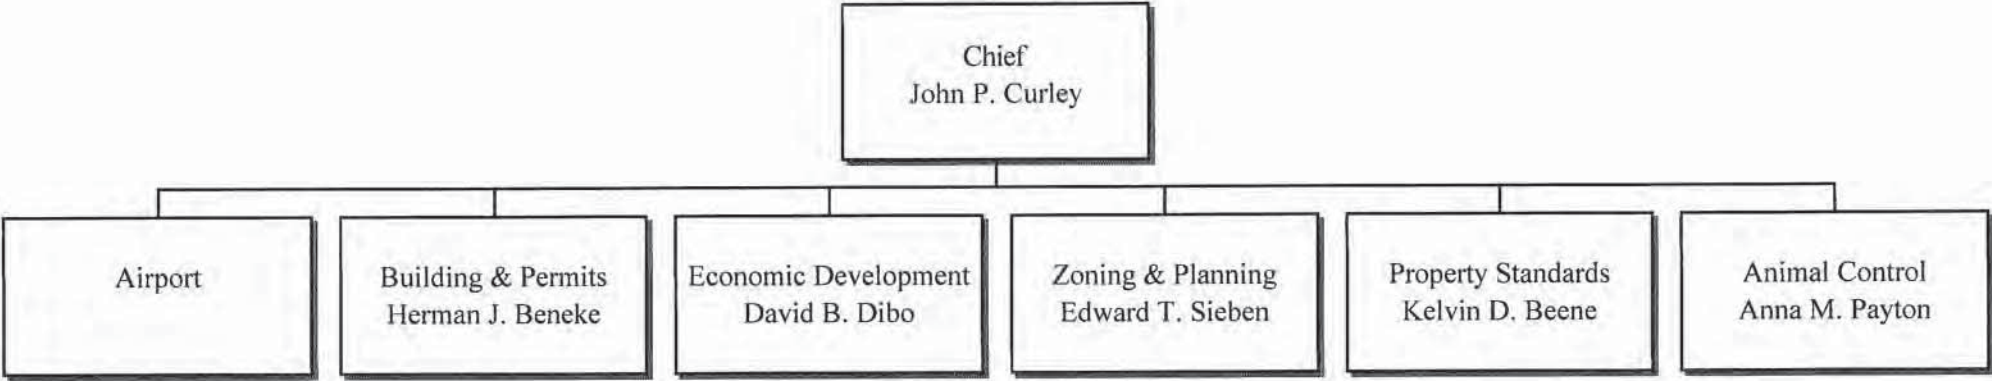 Chief
John P. Curley
Airport
Building & Permits
Herman J. Beneke
Economic Development
David B. Dibo
Zoning & Planning
Edward T. Sieben
Property Standards
Kelvin D. Beene
Animal Control
Anna M. Payton